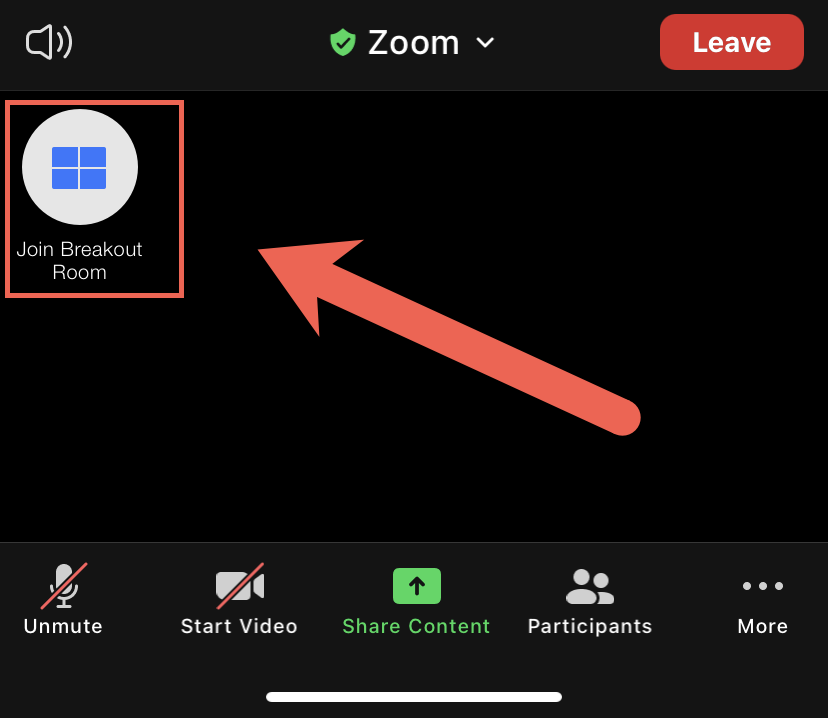 Zoom
Leave
Join Breakout
Room
Unmute
Start Video
Share Content
Participants
More